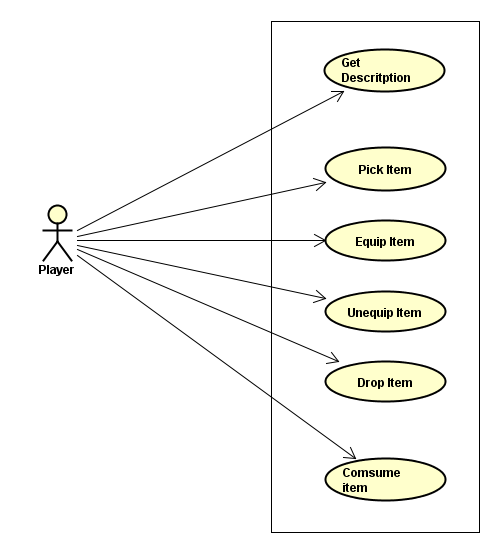 Get
Descritption
Pick Item
Equip Item
Player
Unequip Item
Drop Item
Comsume
item